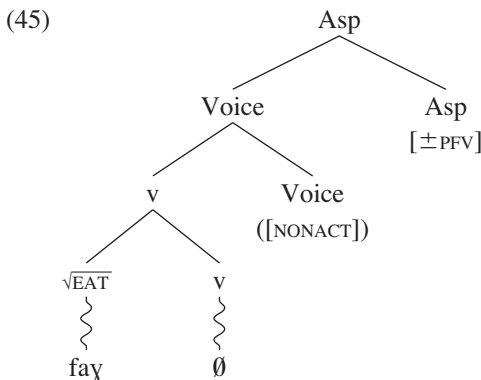 (45)
Asp
Voice Asp
[±PFV]
v Voice
([NONACT])
√EAT v
faɣ Ø